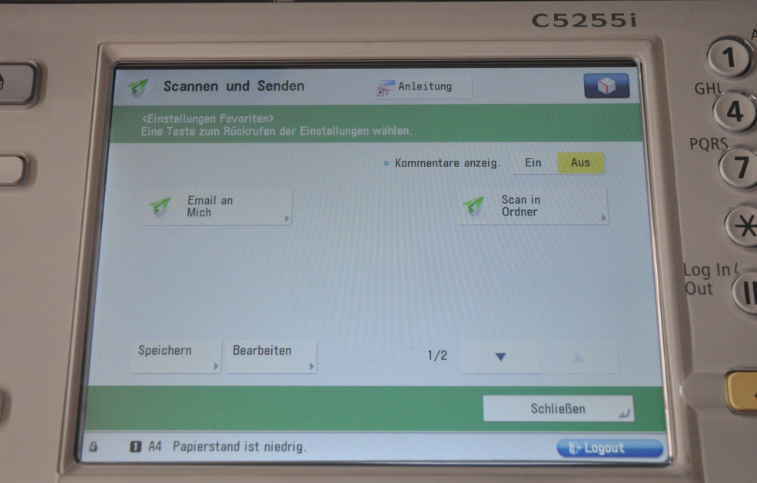 C5255i
Scannen und Senden
Anleitung
<Einstellungen Favoriten>
Eine Taste zum Rückrufen der Einstellungen wählen.
Kommentare anzeig.
Ein
Aus
Email an
Mich
Scan in
Ordner
Speichern
Bearbeiten
1/2
Schließen
1 A4 Papierstand ist niedrig.
Logout
1
GHI
4
PQRS
7
Log In/
Out